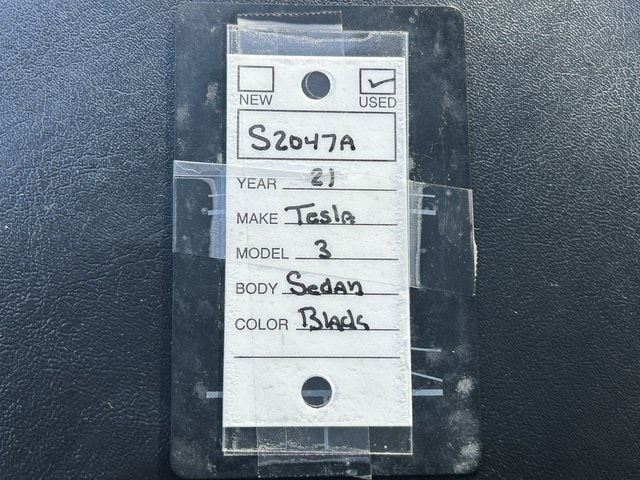 NEW USED
S2047A
YEAR 21
MAKE Tesla
MODEL 3
BODY Sedan
COLOR Black